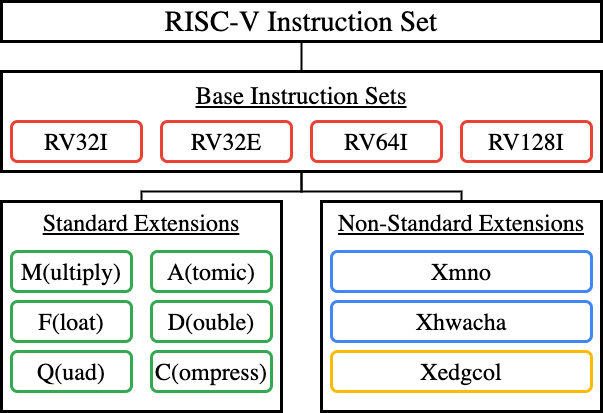 RISC-V Instruction Set
Base Instruction Sets
RV32I RV32E RV64I RV128I
Standard Extensions
M(ultiply) A(tomic)
F(loat) D(ouble)
Q(uad) C(ompress)
Non-Standard Extensions
Xmno
Xhwacha
Xedgcol